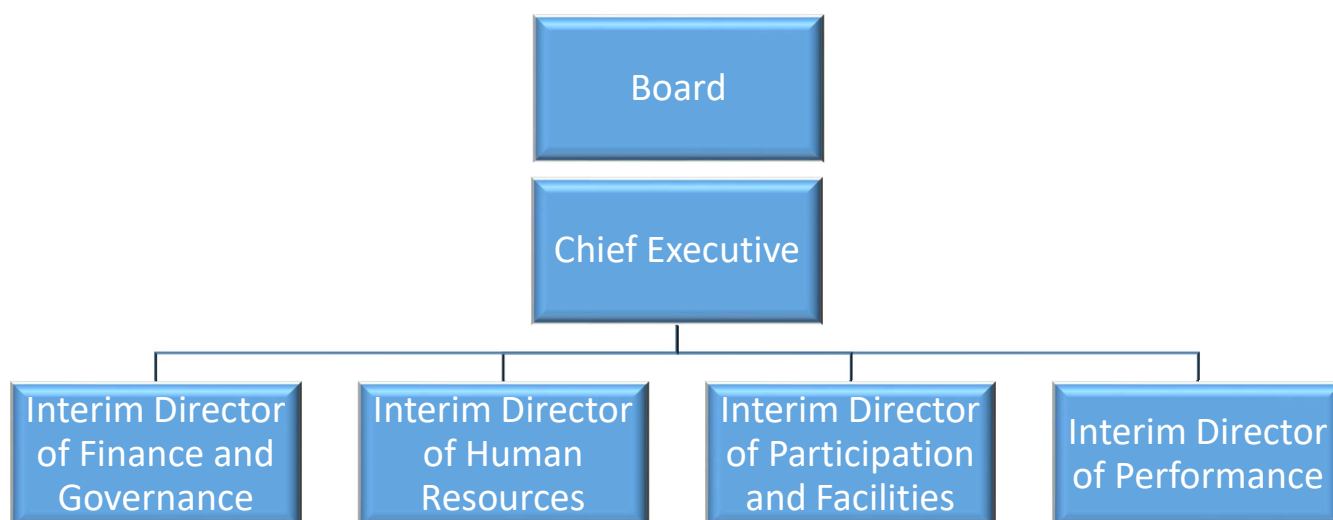 Board
Chief Executive
Interim Director
of Finance and
Governance
Interim Director
of Human
Resources
Interim Director
of Participation
and Facilities
Interim Director
of Performance